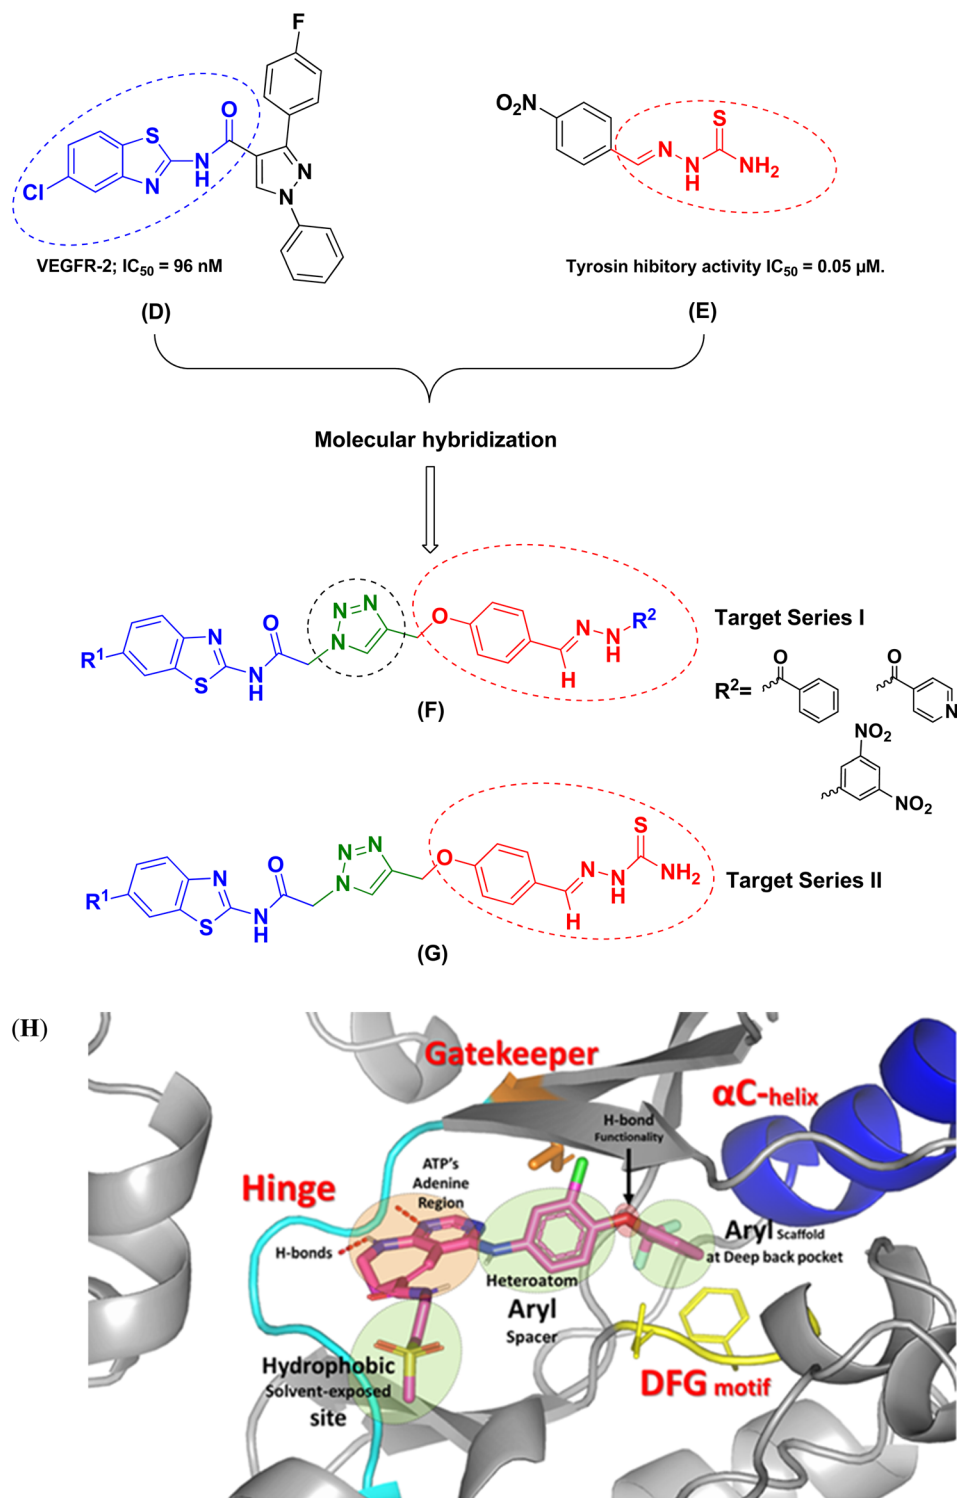 F
O
S
N
N
H
N
N
Cl
VEGFR-2; IC50 = 96 nM
(D)
O2N
N
N
H
S
NH2
Tyrosin hibitory activity IC50 = 0.05 µM.
(E)
Molecular hybridization
R1
N
S
N
H
O
N
N
N
O
H
N
N
H
R2
Target Series I
(F)
R2=
O
O
N
NO2
NO2
R1
N
S
N
H
O
N
N
N
O
H
N
N
H
S
NH2
Target Series II
(G)
(H)
Gatekeeper
αC-helix
H-bond
Functionality
Hinge
ATP's
Adenine
Region
H-bonds
Heteroatom
Aryl
Spacer
Aryl Scaffold
at Deep back pocket
Hydrophobic
Solvent-exposed
site
DFG motif